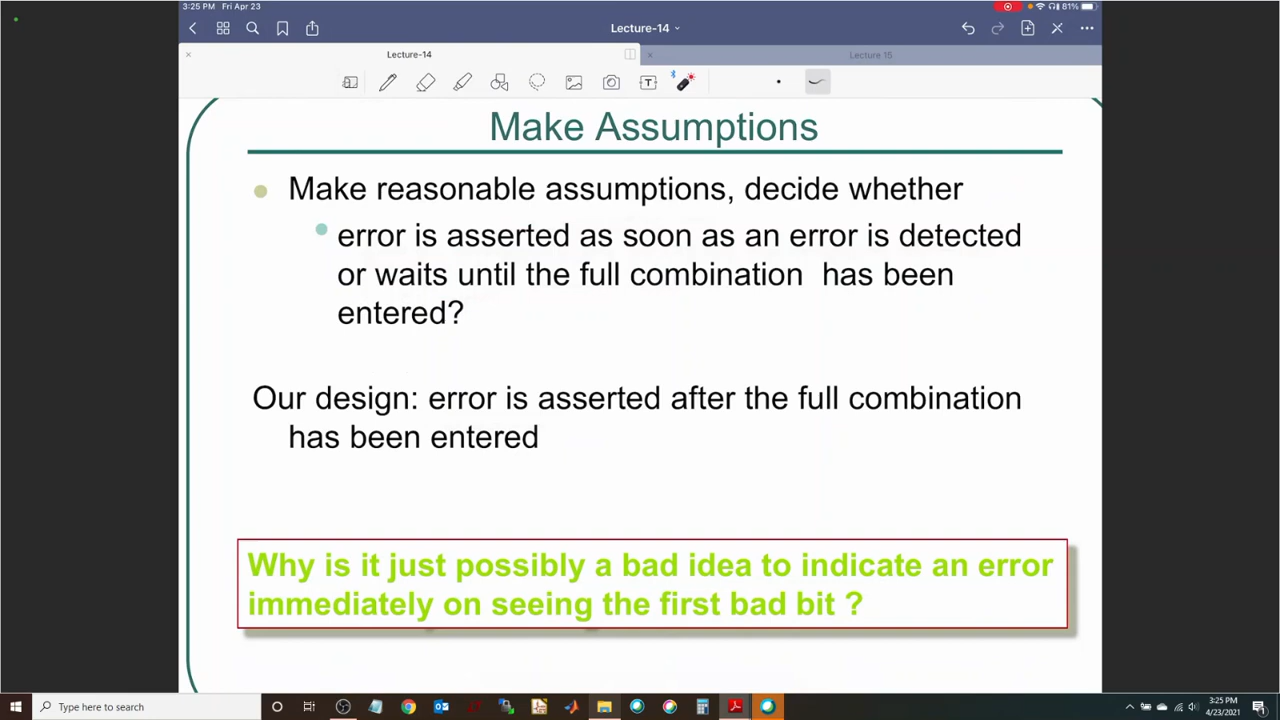 3:25 PM Fri Apr 23
81%
Lecture-14
Lecture-14
Lecture 15
T
Make Assumptions
Make reasonable assumptions, decide whether
error is asserted as soon as an error is detected
or waits until the full combination has been
entered?
Our design: error is asserted after the full combination
has been entered
Why is it just possibly a bad idea to indicate an error
immediately on seeing the first bad bit ?
Type here to search
3:25 PM
4/23/2021